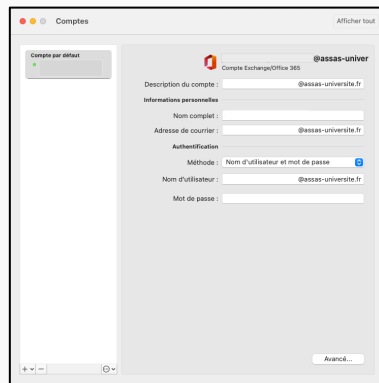 Comptes
Afficher tout
Compte par défaut
@assas-univer
Compte Exchange/Office 365
Description du compte : @assas-universite.fr
Informations personnelles
Nom complet :
Adresse de courrier : @assas-universite.fr
Authentification
Méthode : Nom d'utilisateur et mot de passe
Nom d'utilisateur : @assas-universite.fr
Mot de passe :
Avancé...